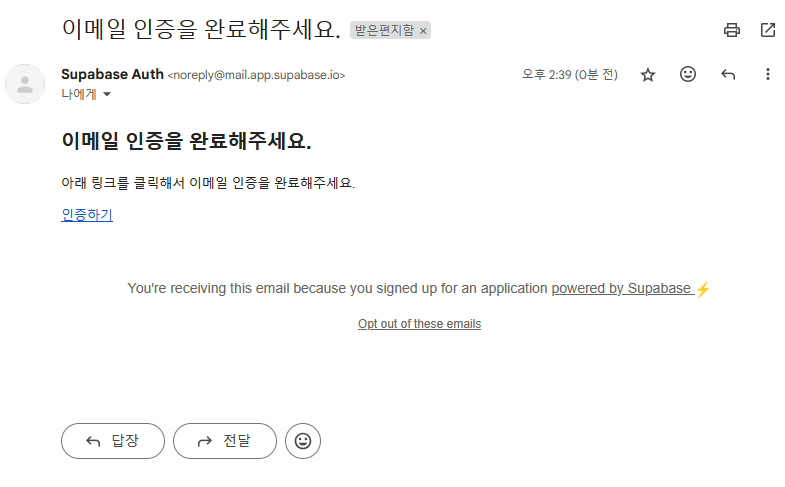 이메일 인증을 완료해주세요. 받은편지함 ×
Supabase Auth <noreply@mail.app.supabase.io> 오후 2:39 (0분 전)
나에게
이메일 인증을 완료해주세요.
아래 링크를 클릭해서 이메일 인증을 완료해주세요.
인증하기
You're receiving this email because you signed up for an application powered by Supabase ⚡
Opt out of these emails
답장 전달